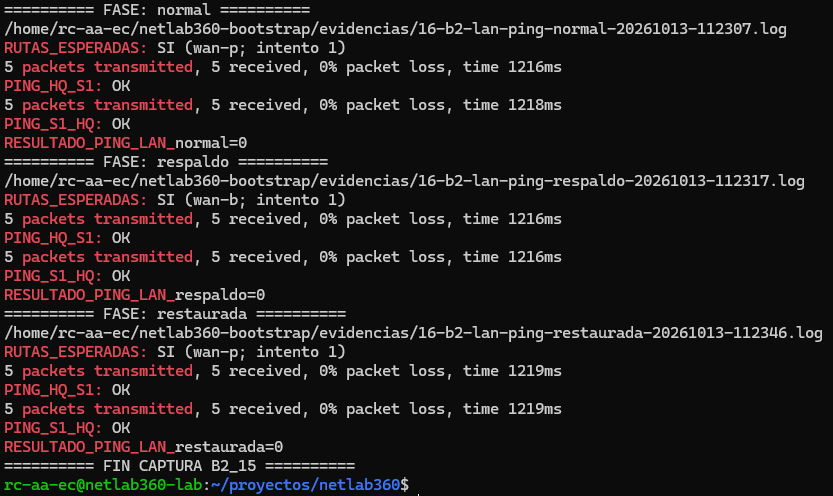 ========== FASE: normal ==========
/home/rc-aa-ec/netlab360-bootstrap/evidencias/16-b2-lan-ping-normal-20261013-112307.log
RUTAS_ESPERADAS: SI (wan-p; intento 1)
5 packets transmitted, 5 received, 0% packet loss, time 1216ms
PING_HQ_S1: OK
5 packets transmitted, 5 received, 0% packet loss, time 1218ms
PING_S1_HQ: OK
RESULTADO_PING_LAN_normal=0
========== FASE: respaldo ==========
/home/rc-aa-ec/netlab360-bootstrap/evidencias/16-b2-lan-ping-respaldo-20261013-112317.log
RUTAS_ESPERADAS: SI (wan-b; intento 1)
5 packets transmitted, 5 received, 0% packet loss, time 1216ms
PING_HQ_S1: OK
5 packets transmitted, 5 received, 0% packet loss, time 1216ms
PING_S1_HQ: OK
RESULTADO_PING_LAN_respaldo=0
========== FASE: restaurada ==========
/home/rc-aa-ec/netlab360-bootstrap/evidencias/16-b2-lan-ping-restaurada-20261013-112346.log
RUTAS_ESPERADAS: SI (wan-p; intento 1)
5 packets transmitted, 5 received, 0% packet loss, time 1219ms
PING_HQ_S1: OK
5 packets transmitted, 5 received, 0% packet loss, time 1219ms
PING_S1_HQ: OK
RESULTADO_PING_LAN_restaurada=0
========== FIN CAPTURA B2_15 ==========
rc-aa-ec@netlab360-lab:~/proyectos/netlab360$